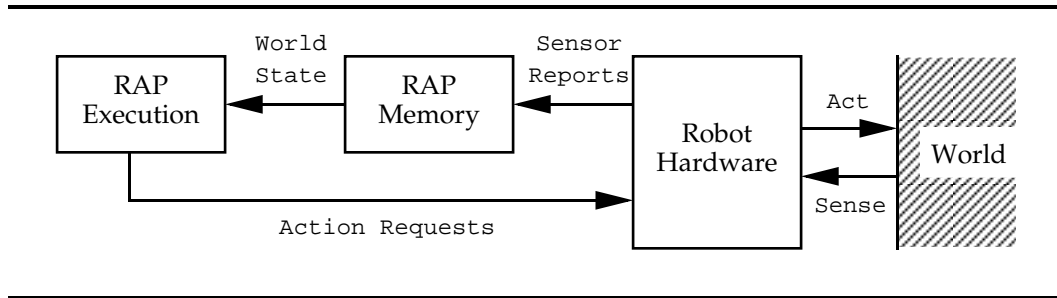 World
State
Sensor
Reports
RAP
Execution
RAP
Memory
Robot
Hardware
Act
World
Sense
Action Requests